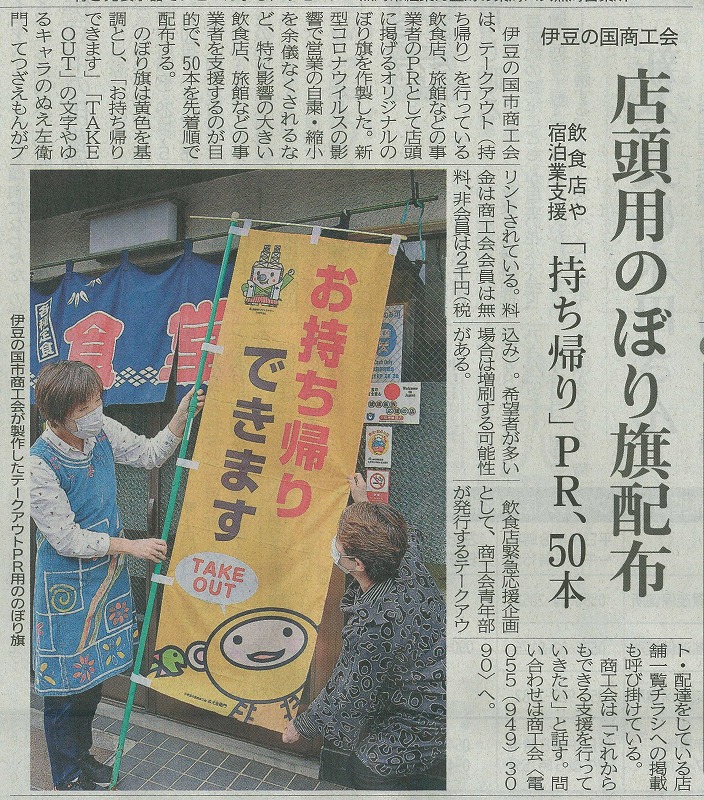 伊豆の国商工会
店頭用のぼり旗配布
飲食店や
宿泊業支援
「持ち帰り」PR、50本
伊豆の国市商工会
は、テークアウト（持
ち帰り）を行っている
飲食店、旅館などの事
業者のPRとして店頭
に掲げるオリジナルの
のぼり旗を作製した。新
型コロナウイルスの影
響で営業の自粛・縮小
を余儀なくされるな
ど、特に影響の大きい
飲食店、旅館などの事
業者を支援するのが目
的で、50本を先着順で
配布する。
のぼり旗は黄色を基
調とし、「お持ち帰り
できます」「TAKE
OUT」の文字やゆ
るキャラのぬえ左衛
門、てつざえもんがプ
リントされている。料
金は商工会会員は無
料、非会員は2千円（税
込み）。希望者が多い
場合は増刷する可能性
がある。
飲食店緊急応援企画
として、商工会青年部
が発行するテークアウ
ト・配達をしている店
舗一覧チラシへの掲載
も呼び掛けている。
商工会は「これから
もできる支援を行って
いきたい」と話す。問
い合わせは商工会〈電
055（949）30
90〉へ。
食堂
お持ち帰り
できます
TAKE
OUT
伊豆の国市商工会が製作したテークアウトPR用ののぼり旗